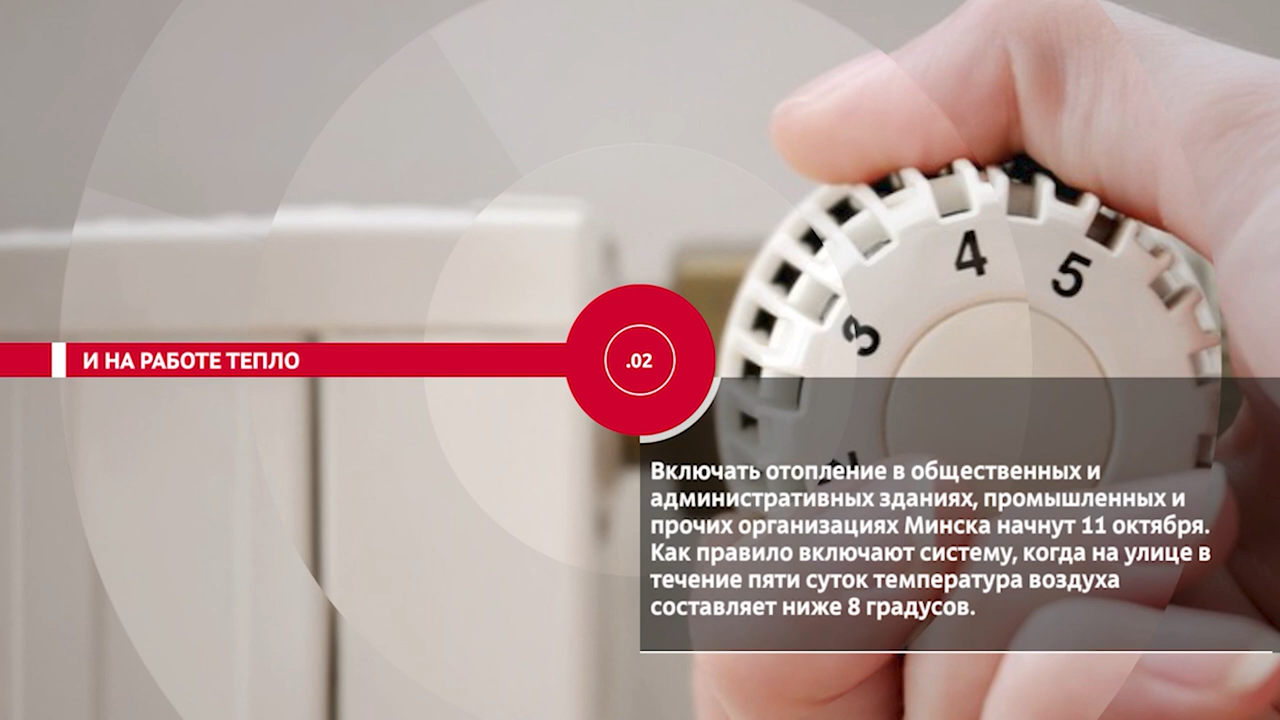 4
5
3
И НА РАБОТЕ ТЕПЛО
.02
Включать отопление в общественных и
административных зданиях, промышленных и
прочих организациях Минска начнут 11 октября.
Как правило включают систему, когда на улице в
течение пяти суток температура воздуха
составляет ниже 8 градусов.